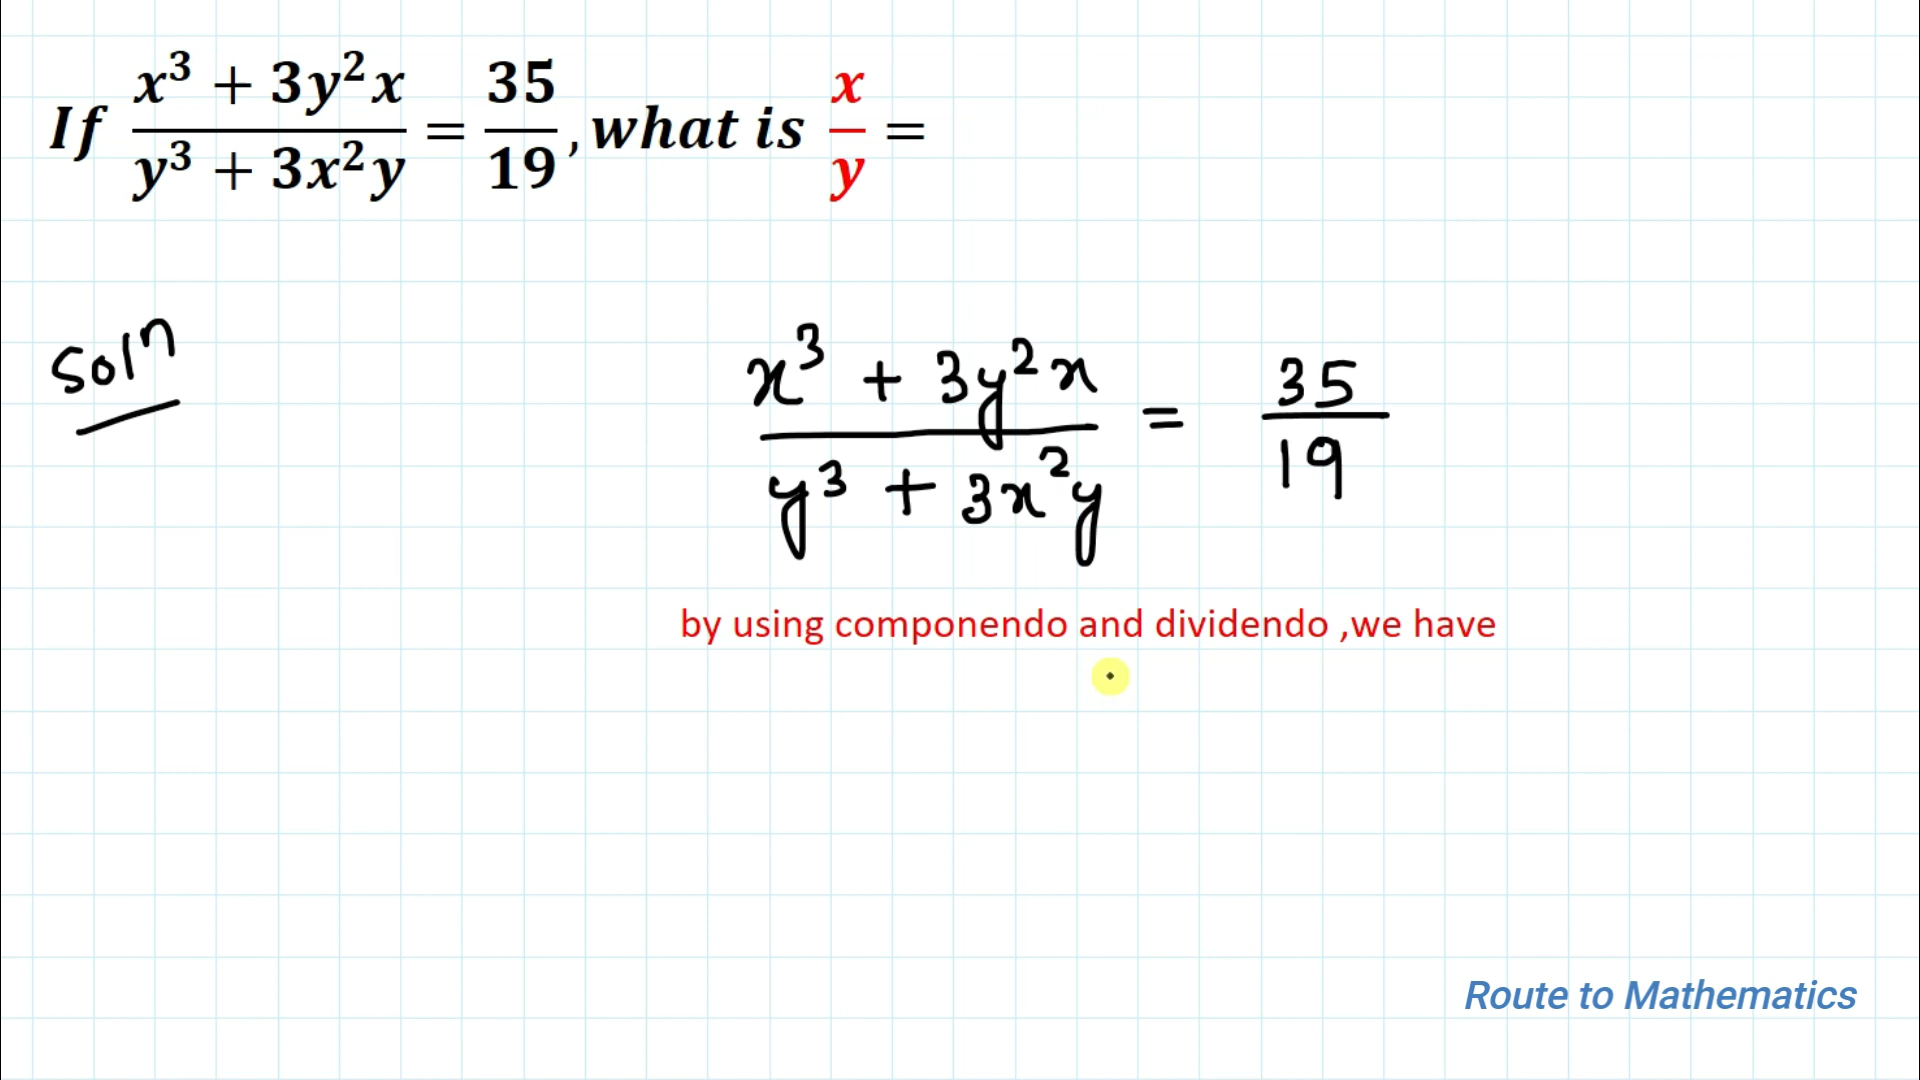 If (x³ + 3y²x)/(y³ + 3x²y) = 35/19, what is x/y =
Soln
(x³ + 3y²x)/(y³ + 3x²y) = 35/19
by using componendo and dividendo ,we have
Route to Mathematics